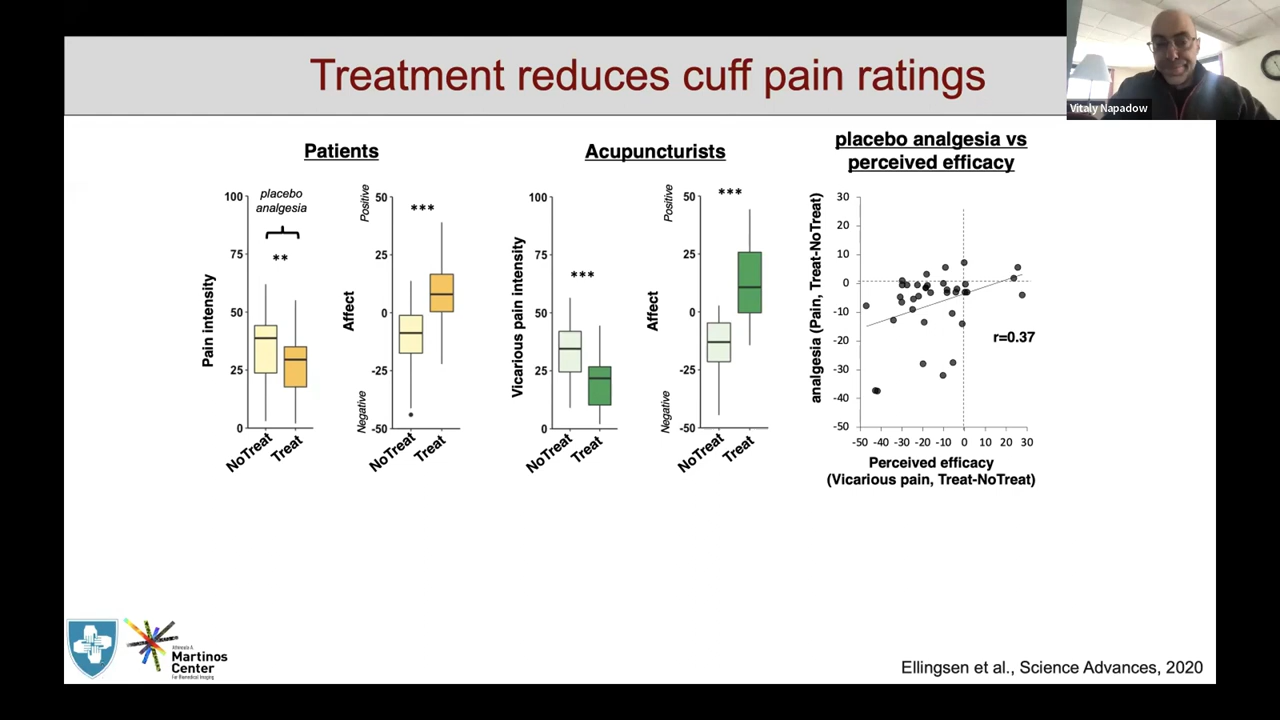 Treatment reduces cuff pain ratings
Vitaly Napadow
Patients
Acupuncturists
placebo analgesia vs
perceived efficacy
placebo
analgesia
Pain intensity
100
75
50
25
0
**
NoTreat
Treat
Affect
Positive
Negative
50
25
0
-25
-50
***
NoTreat
Treat
Vicarious pain intensity
100
75
50
25
0
***
NoTreat
Treat
Affect
Positive
Negative
50
25
0
-25
-50
***
NoTreat
Treat
analgesia (Pain, Treat-NoTreat)
30
20
10
0
-10
-20
-30
-40
-50
r=0.37
-50 -40 -30 -20 -10 0 10 20 30
Perceived efficacy
(Vicarious pain, Treat-NoTreat)
Martinos
Center
For Biomedical Imaging
Ellingsen et al., Science Advances, 2020